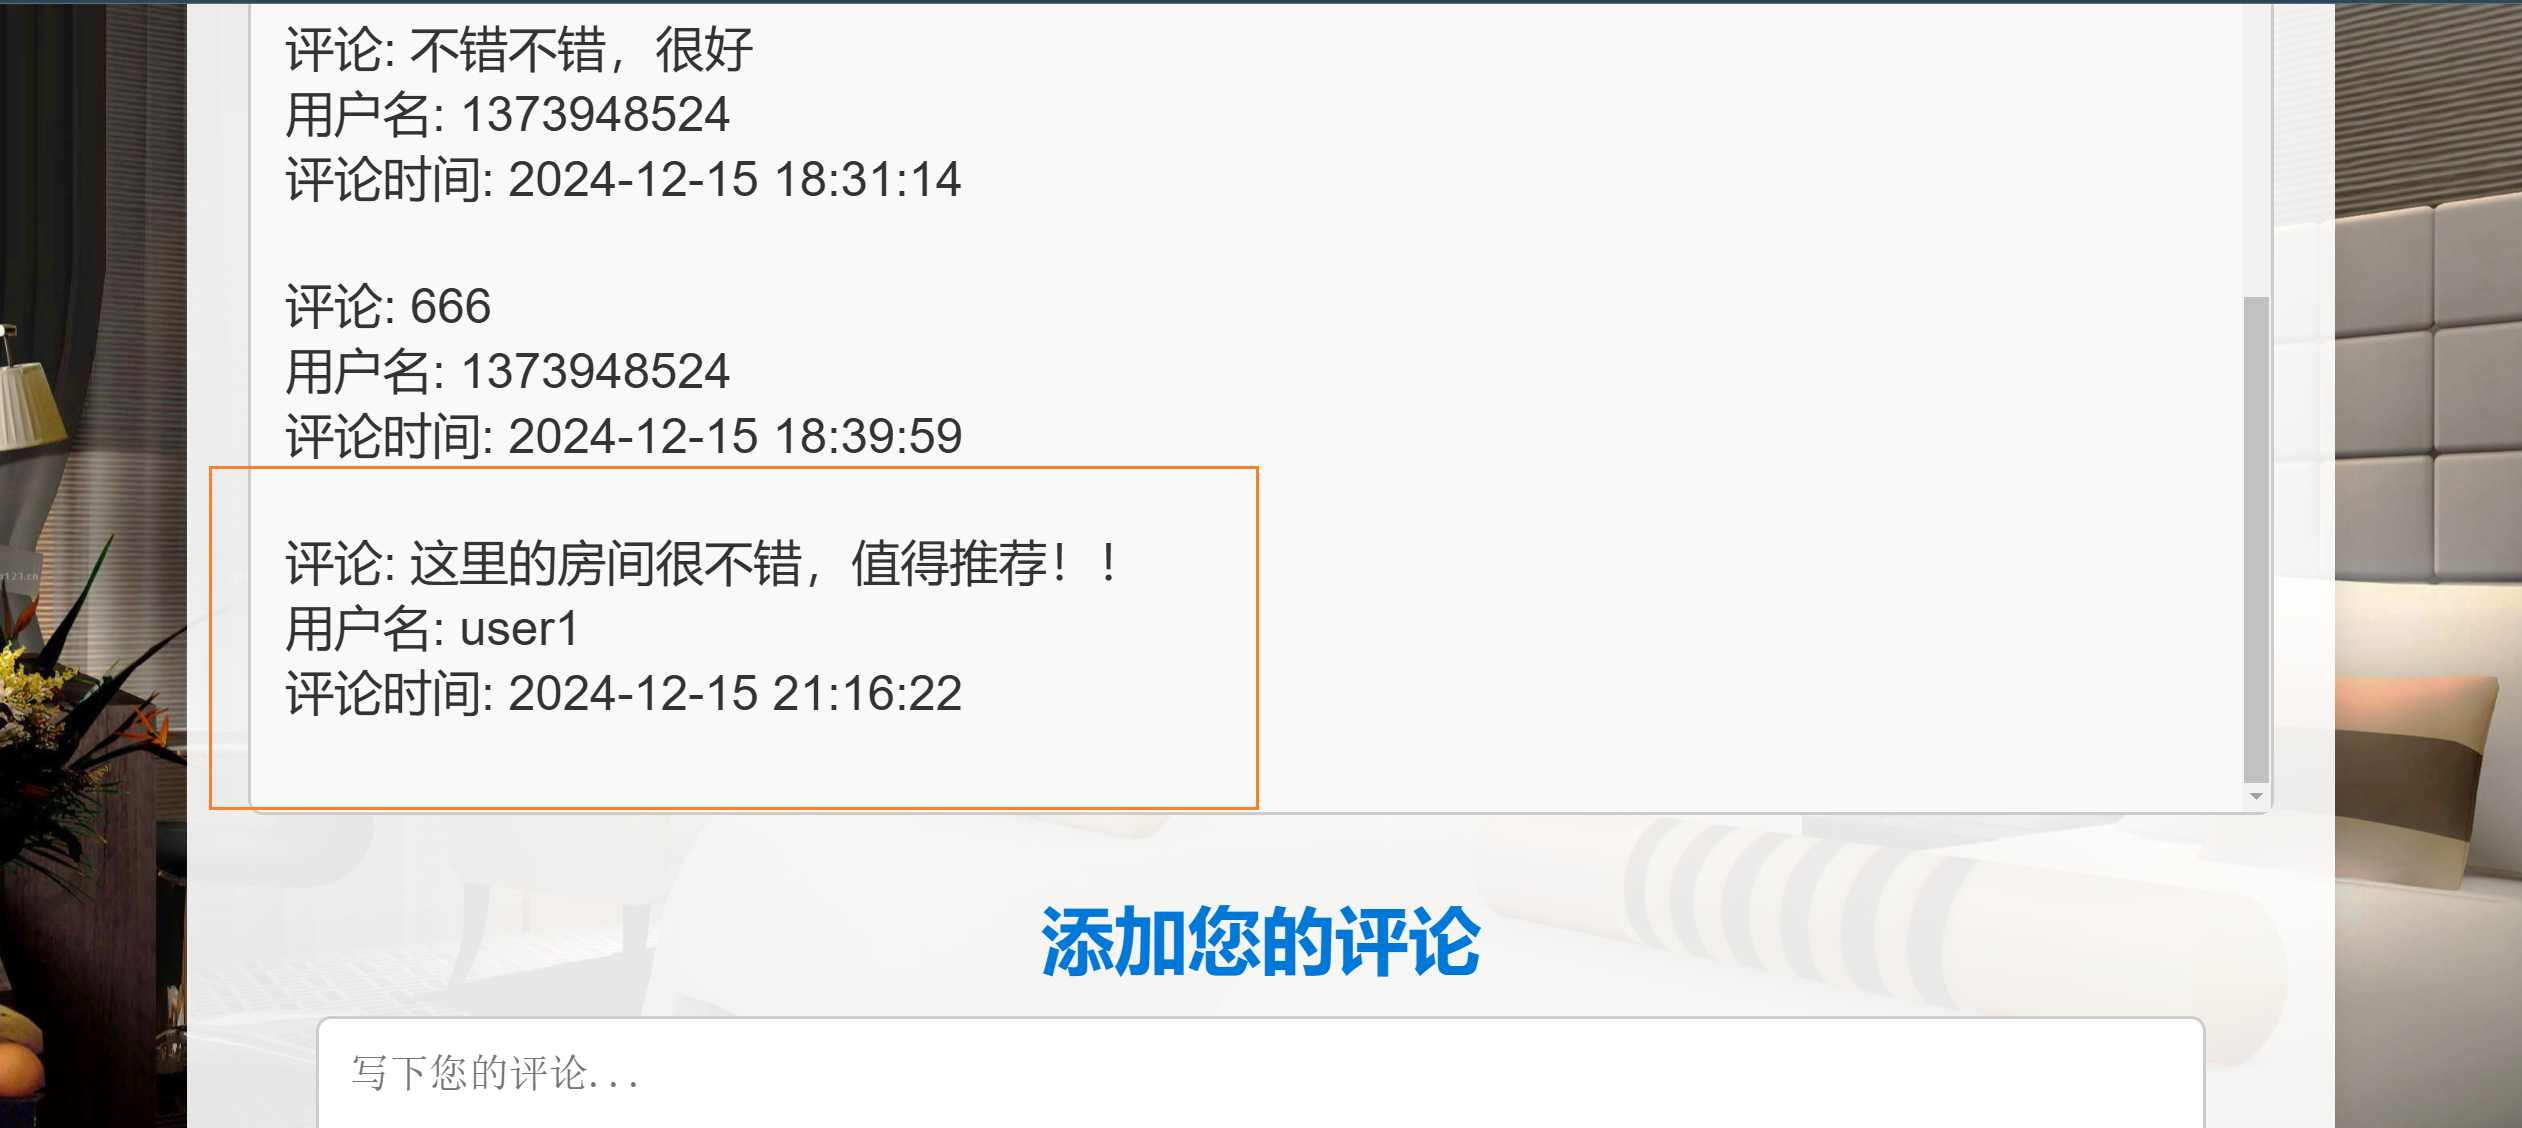 评论: 不错不错，很好
用户名: 1373948524
评论时间: 2024-12-15 18:31:14
评论: 666
用户名: 1373948524
评论时间: 2024-12-15 18:39:59
评论: 这里的房间很不错，值得推荐！！
用户名: user1
评论时间: 2024-12-15 21:16:22
添加您的评论
写下您的评论...